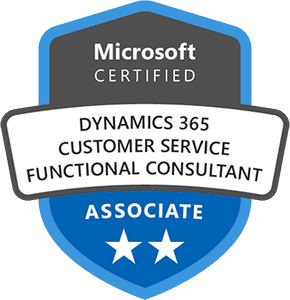 Microsoft
CERTIFIED
DYNAMICS 365
CUSTOMER SERVICE
FUNCTIONAL CONSULTANT
ASSOCIATE